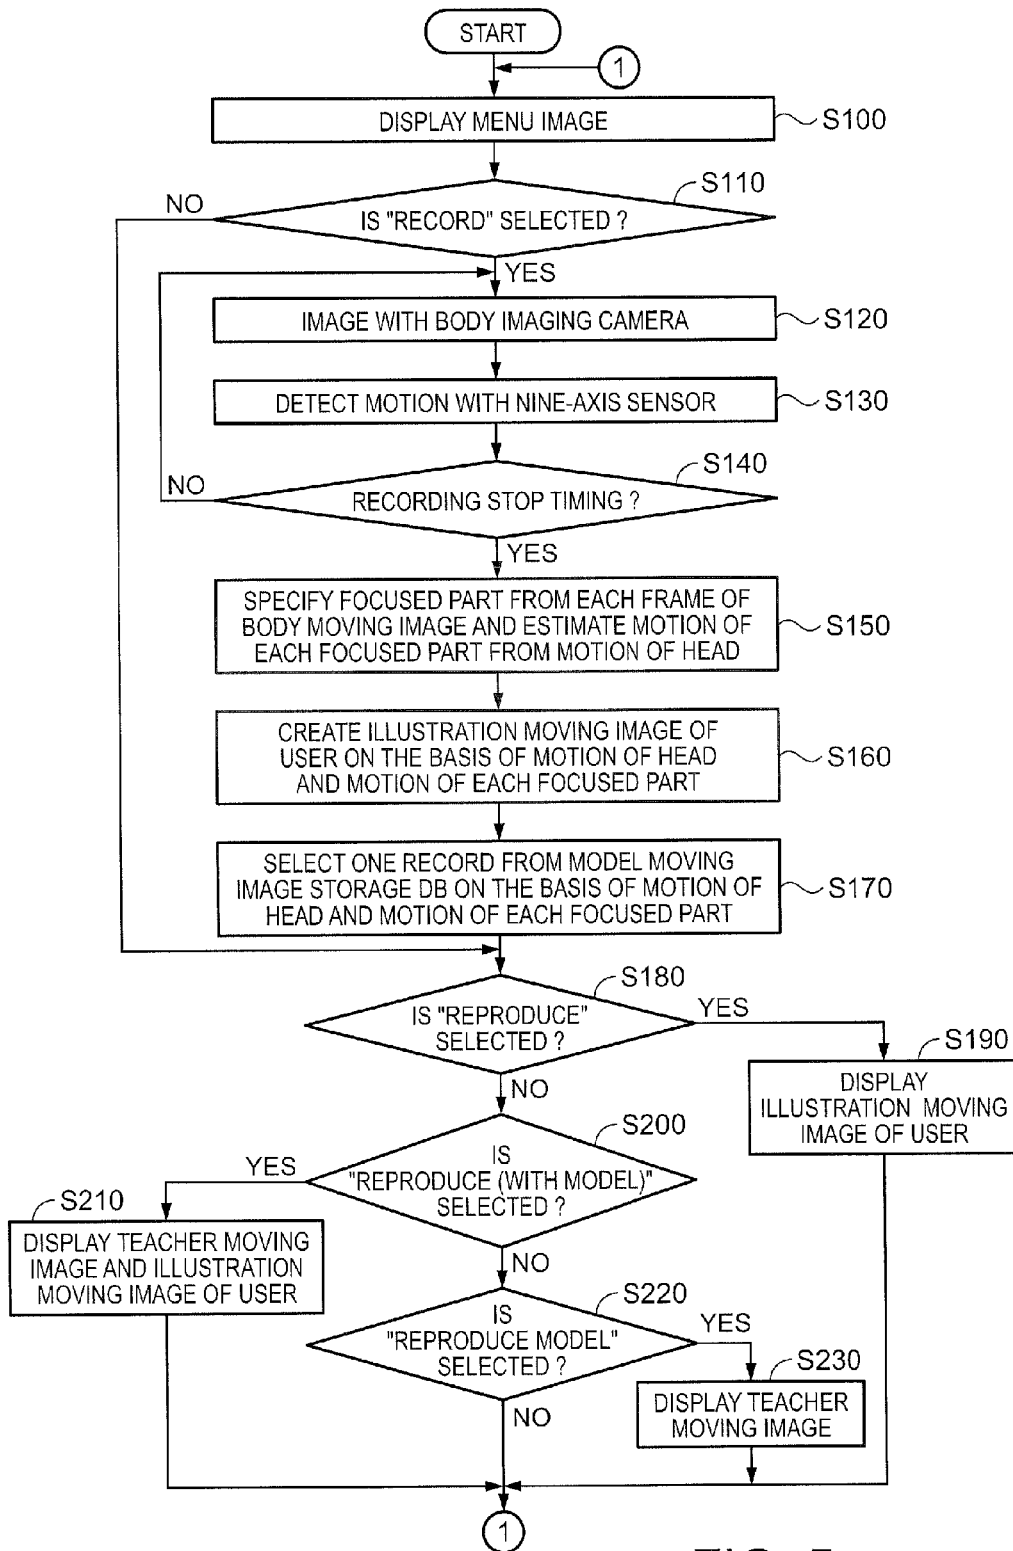 START
1
DISPLAY MENU IMAGE
S100
S110
NO
IS "RECORD" SELECTED ?
YES
IMAGE WITH BODY IMAGING CAMERA
S120
DETECT MOTION WITH NINE-AXIS SENSOR
S130
S140
NO
RECORDING STOP TIMING ?
YES
SPECIFY FOCUSED PART FROM EACH FRAME OF
BODY MOVING IMAGE AND ESTIMATE MOTION OF
EACH FOCUSED PART FROM MOTION OF HEAD
S150
CREATE ILLUSTRATION MOVING IMAGE OF
USER ON THE BASIS OF MOTION OF HEAD
AND MOTION OF EACH FOCUSED PART
S160
SELECT ONE RECORD FROM MODEL MOVING
IMAGE STORAGE DB ON THE BASIS OF MOTION OF
HEAD AND MOTION OF EACH FOCUSED PART
S170
S180
IS "REPRODUCE"
SELECTED ?
YES
NO
S190
DISPLAY
ILLUSTRATION MOVING
IMAGE OF USER
S200
IS
"REPRODUCE (WITH MODEL)"
SELECTED ?
YES
NO
S210
DISPLAY TEACHER MOVING
IMAGE AND ILLUSTRATION
MOVING IMAGE OF USER
S220
IS
"REPRODUCE MODEL"
SELECTED ?
YES
NO
S230
DISPLAY TEACHER
MOVING IMAGE
1